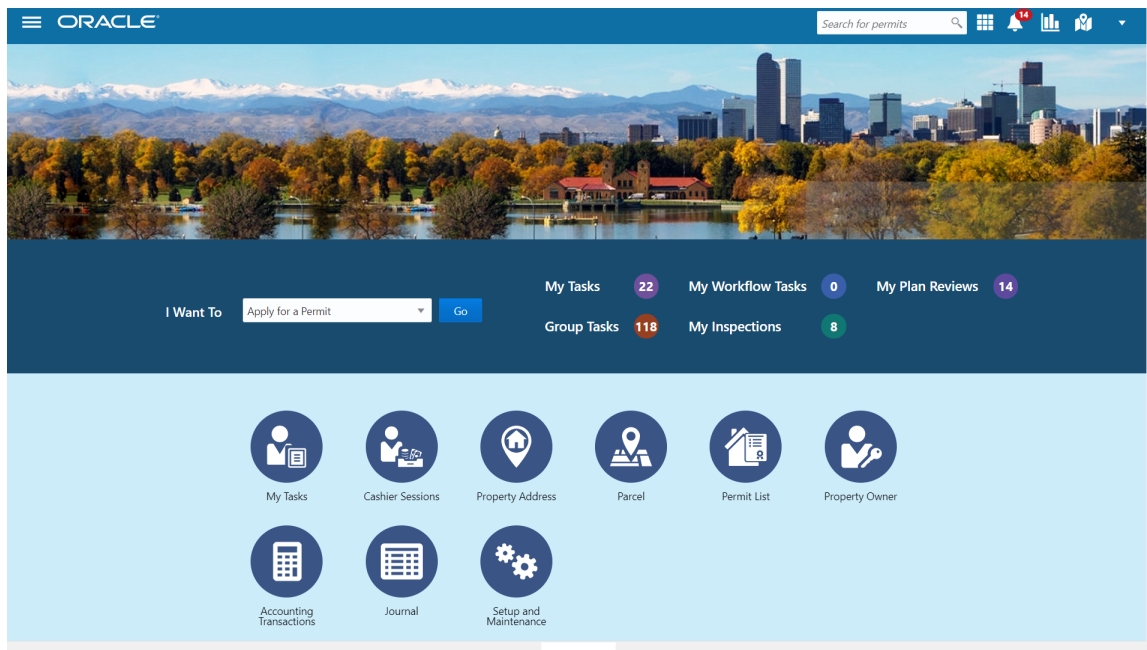 ORACLE
Search for permits
14
I Want To
Apply for a Permit
Go
My Tasks 22
My Workflow Tasks 0
My Plan Reviews 14
Group Tasks 118
My Inspections 8
My Tasks
Cashier Sessions
Property Address
Parcel
Permit List
Property Owner
Accounting
Transactions
Journal
Setup and
Maintenance